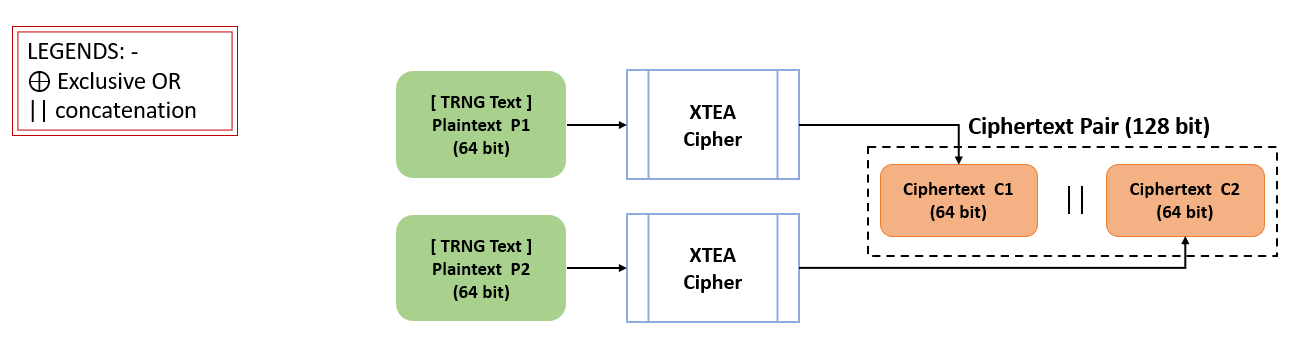 LEGENDS: -
⊕ Exclusive OR
|| concatenation
[ TRNG Text ]
Plaintext P1
(64 bit)
XTEA
Cipher
Ciphertext Pair (128 bit)
Ciphertext C1
(64 bit)
||
Ciphertext C2
(64 bit)
[ TRNG Text ]
Plaintext P2
(64 bit)
XTEA
Cipher